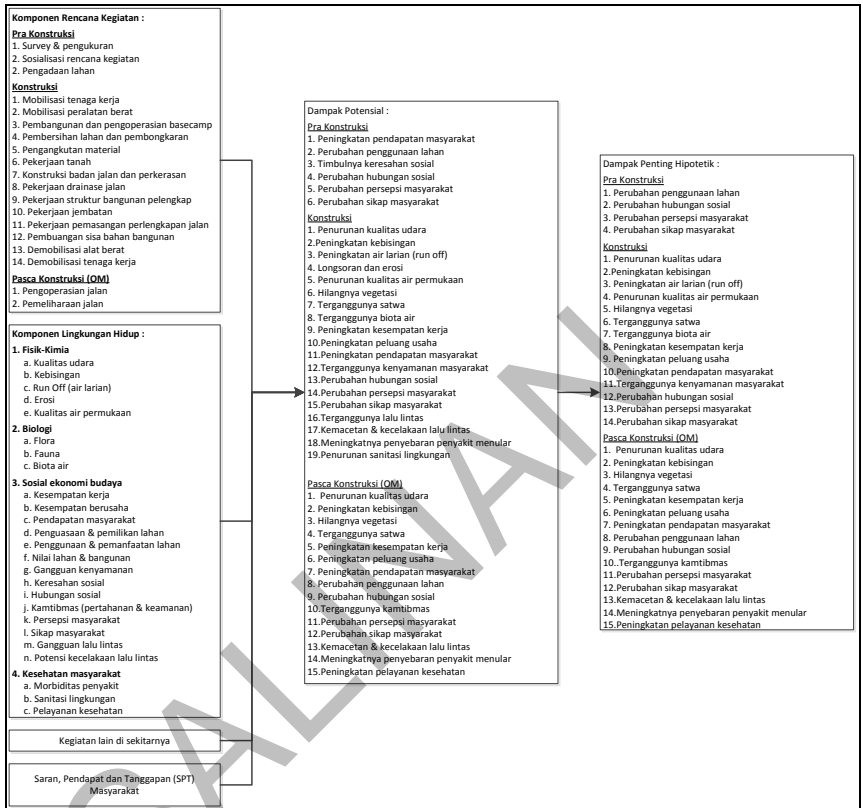 Komponen Rencana Kegiatan :
Pra Konstruksi
1. Survey & pengukuran
2. Sosialisasi rencana kegiatan
2. Pengadaan lahan
Konstruksi
1. Mobilisasi tenaga kerja
2. Mobilisasi peralatan berat
3. Pembangunan dan pengoperasian basecamp
4. Pembersihan lahan dan pembongkaran
5. Pengangkutan material
6. Pekerjaan tanah
7. Konstruksi badan jalan dan perkerasan
8. Pekerjaan drainase jalan
9. Pekerjaan struktur bangunan pelengkap
10. Pekerjaan jembatan
11. Pekerjaan pemasangan perlengkapan jalan
12. Pembuangan sisa bahan bangunan
13. Demobilisasi alat berat
14. Demobilisasi tenaga kerja
Pasca Konstruksi (OM)
1. Pengoperasian jalan
2. Pemeliharaan jalan
Komponen Lingkungan Hidup :
1. Fisik-Kimia
a. Kualitas udara
b. Kebisingan
c. Run Off (air larian)
d. Erosi
e. Kualitas air permukaan
2. Biologi
a. Flora
b. Fauna
c. Biota air
3. Sosial ekonomi budaya
a. Kesempatan kerja
b. Kesempatan berusaha
c. Pendapatan masyarakat
d. Penguasaan & pemilikan lahan
e. Penggunaan & pemanfaatan lahan
f. Nilai lahan & bangunan
g. Gangguan kenyamanan
h. Keresahan sosial
i. Hubungan sosial
j. Kamtibmas (pertahanan & keamanan)
k. Persepsi masyarakat
l. Sikap masyarakat
m. Gangguan lalu lintas
n. Potensi kecelakaan lalu lintas
4. Kesehatan masyarakat
a. Morbiditas penyakit
b. Sanitasi lingkungan
c. Pelayanan kesehatan
Kegiatan lain di sekitarnya
Saran, Pendapat dan Tanggapan (SPT)
Masyarakat
Dampak Potensial :
Pra Konstruksi
1. Peningkatan pendapatan masyarakat
2. Perubahan penggunaan lahan
3. Timbulnya keresahan sosial
4. Perubahan hubungan sosial
5. Perubahan persepsi masyarakat
6. Perubahan sikap masyarakat
Konstruksi
1. Penurunan kualitas udara
2.Peningkatan kebisingan
3. Peningkatan air larian (run off)
4. Longsoran dan erosi
5. Penurunan kualitas air permukaan
6. Hilangnya vegetasi
7. Terganggunya satwa
8. Terganggunya biota air
9. Peningkatan kesempatan kerja
10.Peningkatan peluang usaha
11.Peningkatan pendapatan masyarakat
12.Terganggunya kenyamanan masyarakat
13.Perubahan hubungan sosial
14.Perubahan persepsi masyarakat
15.Perubahan sikap masyarakat
16.Terganggunya lalu lintas
17.Kemacetan & kecelakaan lalu lintas
18.Meningkatnya penyebaran penyakit menular
19.Penurunan sanitasi lingkungan
Pasca Konstruksi (OM)
1. Penurunan kualitas udara
2. Peningkatan kebisingan
3. Hilangnya vegetasi
4. Terganggunya satwa
5. Peningkatan kesempatan kerja
6. Peningkatan peluang usaha
7. Peningkatan pendapatan masyarakat
8. Perubahan penggunaan lahan
9. Perubahan hubungan sosial
10.Terganggunya kamtibmas
11.Perubahan persepsi masyarakat
12.Perubahan sikap masyarakat
13.Kemacetan & kecelakaan lalu lintas
14.Meningkatnya penyebaran penyakit menular
15.Peningkatan pelayanan kesehatan
Dampak Penting Hipotetik :
Pra Konstruksi
1. Perubahan penggunaan lahan
2. Perubahan hubungan sosial
3. Perubahan persepsi masyarakat
4. Perubahan sikap masyarakat
Konstruksi
1. Penurunan kualitas udara
2.Peningkatan kebisingan
3. Peningkatan air larian (run off)
4. Penurunan kualitas air permukaan
5. Hilangnya vegetasi
6. Terganggunya satwa
7. Terganggunya biota air
8. Peningkatan kesempatan kerja
9. Peningkatan peluang usaha
10.Peningkatan pendapatan masyarakat
11.Terganggunya kenyamanan masyarakat
12.Perubahan hubungan sosial
13.Perubahan persepsi masyarakat
14.Perubahan sikap masyarakat
Pasca Konstruksi (OM)
1. Penurunan kualitas udara
2. Peningkatan kebisingan
3. Hilangnya vegetasi
4. Terganggunya satwa
5. Peningkatan kesempatan kerja
6. Peningkatan peluang usaha
7. Peningkatan pendapatan masyarakat
8. Perubahan penggunaan lahan
9. Perubahan hubungan sosial
10..Terganggunya kamtibmas
11.Perubahan persepsi masyarakat
12.Perubahan sikap masyarakat
13.Kemacetan & kecelakaan lalu lintas
14.Meningkatnya penyebaran penyakit menular
15.Peningkatan pelayanan kesehatan
SALINAN